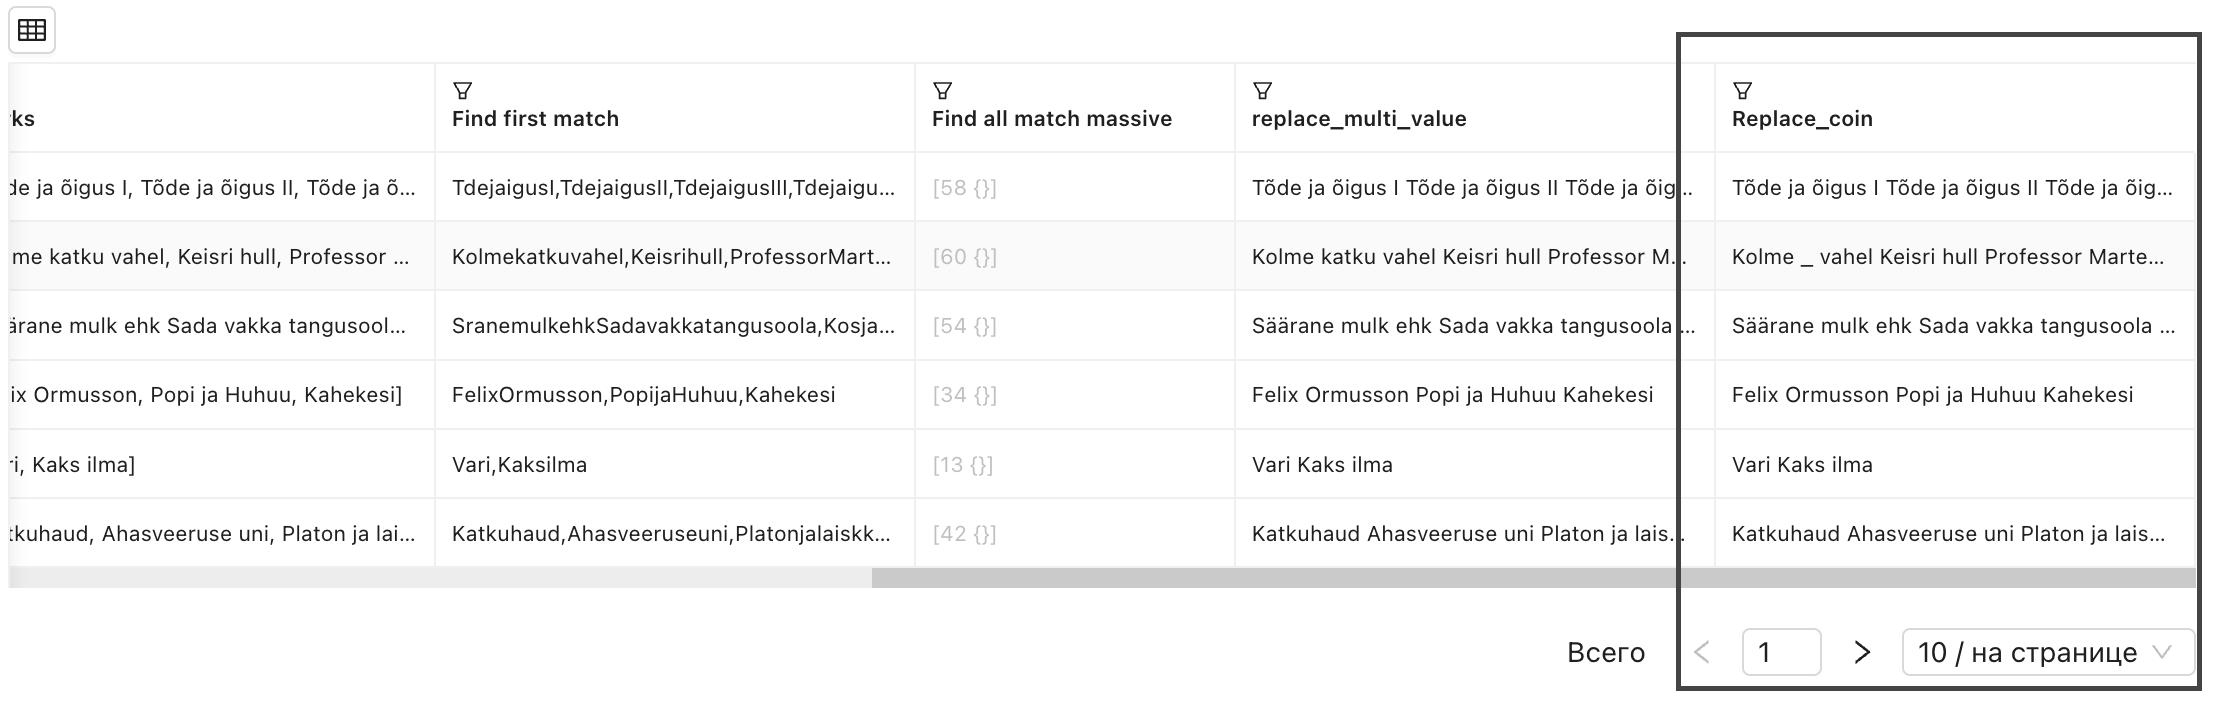 ks Find first match Find all match massive replace_multi_value Replace_coin
de ja õigus I, Tõde ja õigus II, Tõde ja õ... TdejaigusI,TdejaigusII,TdejaigusIII,Tdejaigu... [58 {}] Tõde ja õigus I Tõde ja õigus II Tõde ja õig... Tõde ja õigus I Tõde ja õigus II Tõde ja õig...
me katku vahel, Keisri hull, Professor ... Kolmekatkuvahel,Keisrihull,ProfessorMart... [60 {}] Kolme katku vahel Keisri hull Professor M... Kolme _ vahel Keisri hull Professor Marte...
ärane mulk ehk Sada vakka tangusool... SranemulkehkSadavakkatangusoola,Kosja... [54 {}] Säärane mulk ehk Sada vakka tangusoola ... Säärane mulk ehk Sada vakka tangusoola ...
ix Ormusson, Popi ja Huhuu, Kahekesi] FelixOrmusson,PopijaHuhuu,Kahekesi [34 {}] Felix Ormusson Popi ja Huhuu Kahekesi Felix Ormusson Popi ja Huhuu Kahekesi
ri, Kaks ilma] Vari,Kaksilma [13 {}] Vari Kaks ilma Vari Kaks ilma
tkuhaud, Ahasveeruse uni, Platon ja lai... Katkuhaud,Ahasveeruseuni,Platonjalaiskk... [42 {}] Katkuhaud Ahasveeruse uni Platon ja lais... Katkuhaud Ahasveeruse uni Platon ja lais...
Всего < 1 > 10 / на странице